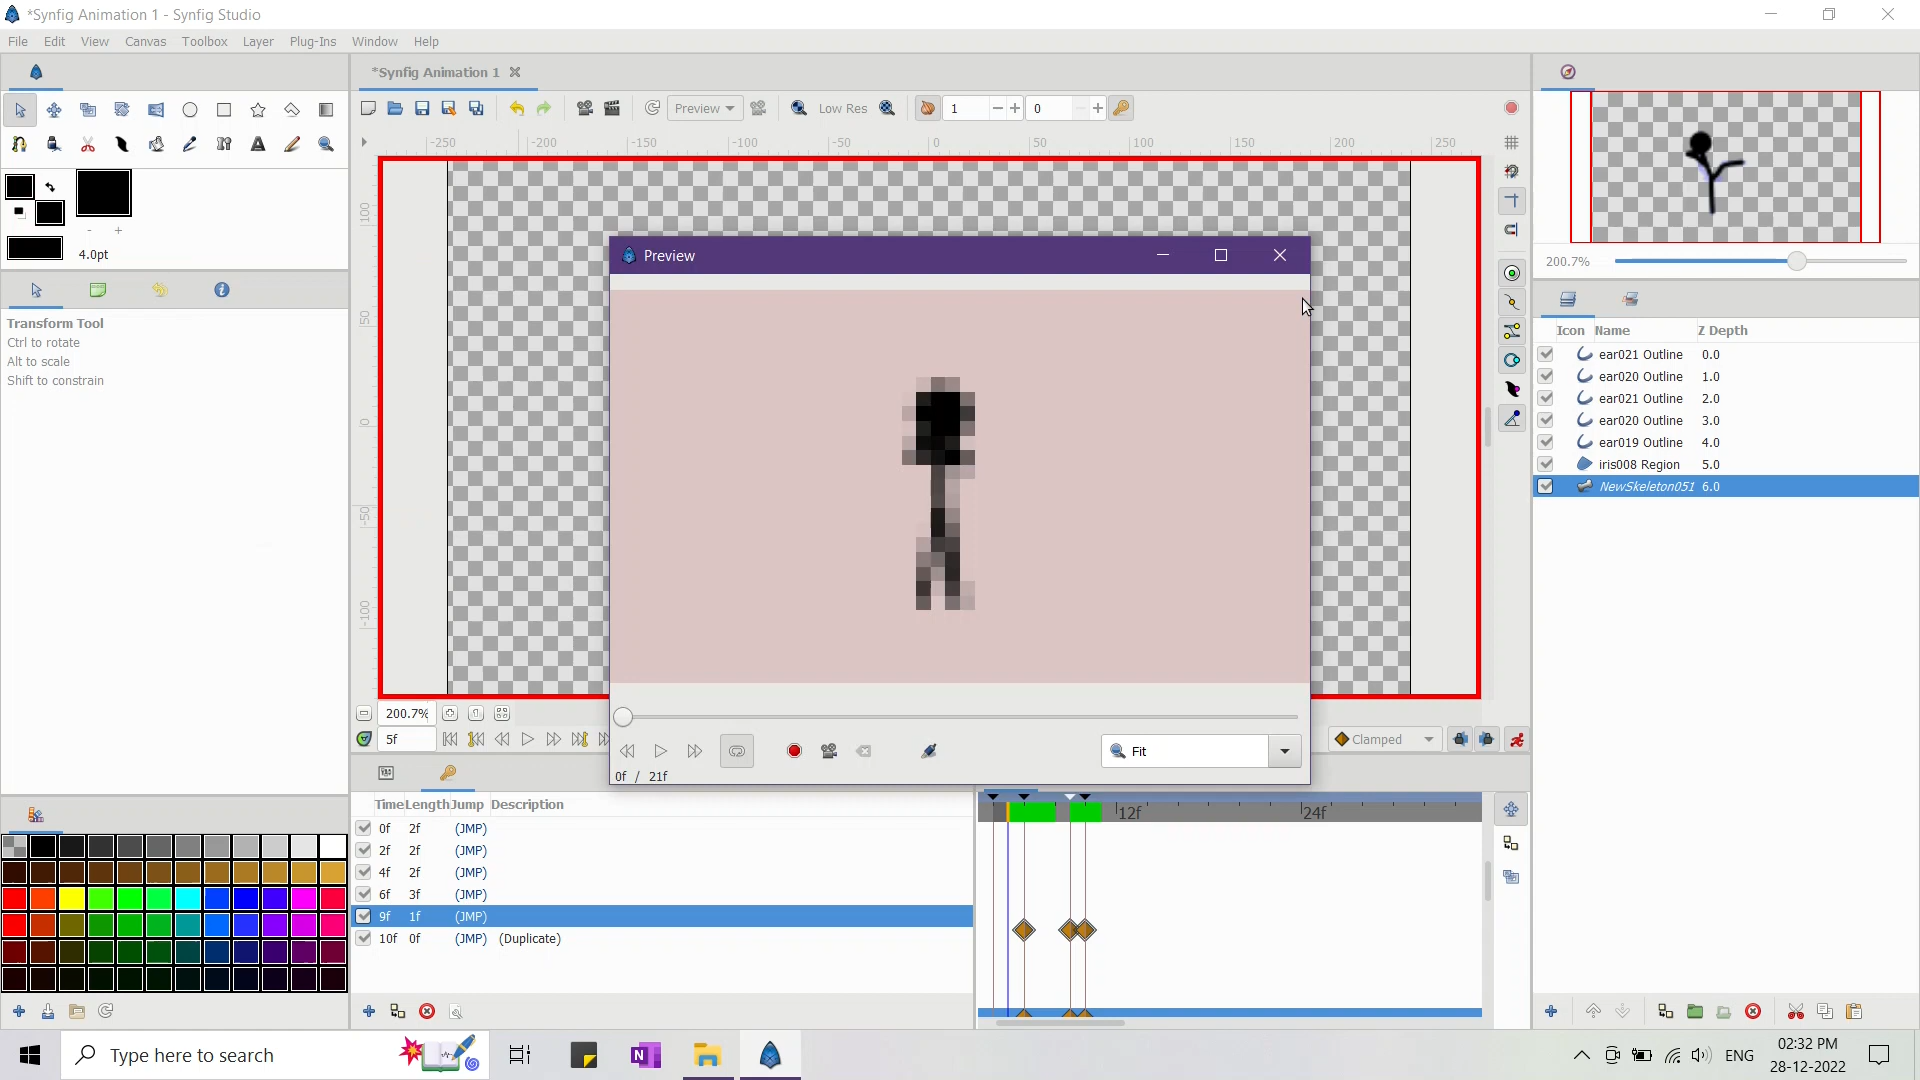 *Synfig Animation 1 - Synfig Studio
File Edit View Canvas Toolbox Layer Plug-Ins Window Help
*Synfig Animation 1
Preview Low Res 1 0
-250 -200 -150 -100 -50 0 50 100 150 200 250
100
50
0
-50
-100
4.0pt
Transform Tool
Ctrl to rotate
Alt to scale
Shift to constrain
Preview
Fit
0f / 21f
200.7%
5f
Clamped
Time Length Jump Description
0f 2f (JMP)
2f 2f (JMP)
4f 2f (JMP)
6f 3f (JMP)
9f 1f (JMP)
10f 0f (JMP) (Duplicate)
12f 24f
200.7%
Icon Name Z Depth
ear021 Outline 0.0
ear020 Outline 1.0
ear021 Outline 2.0
ear020 Outline 3.0
ear019 Outline 4.0
iris008 Region 5.0
NewSkeleton051 6.0
Type here to search
N
ENG
02:32 PM
28-12-2022